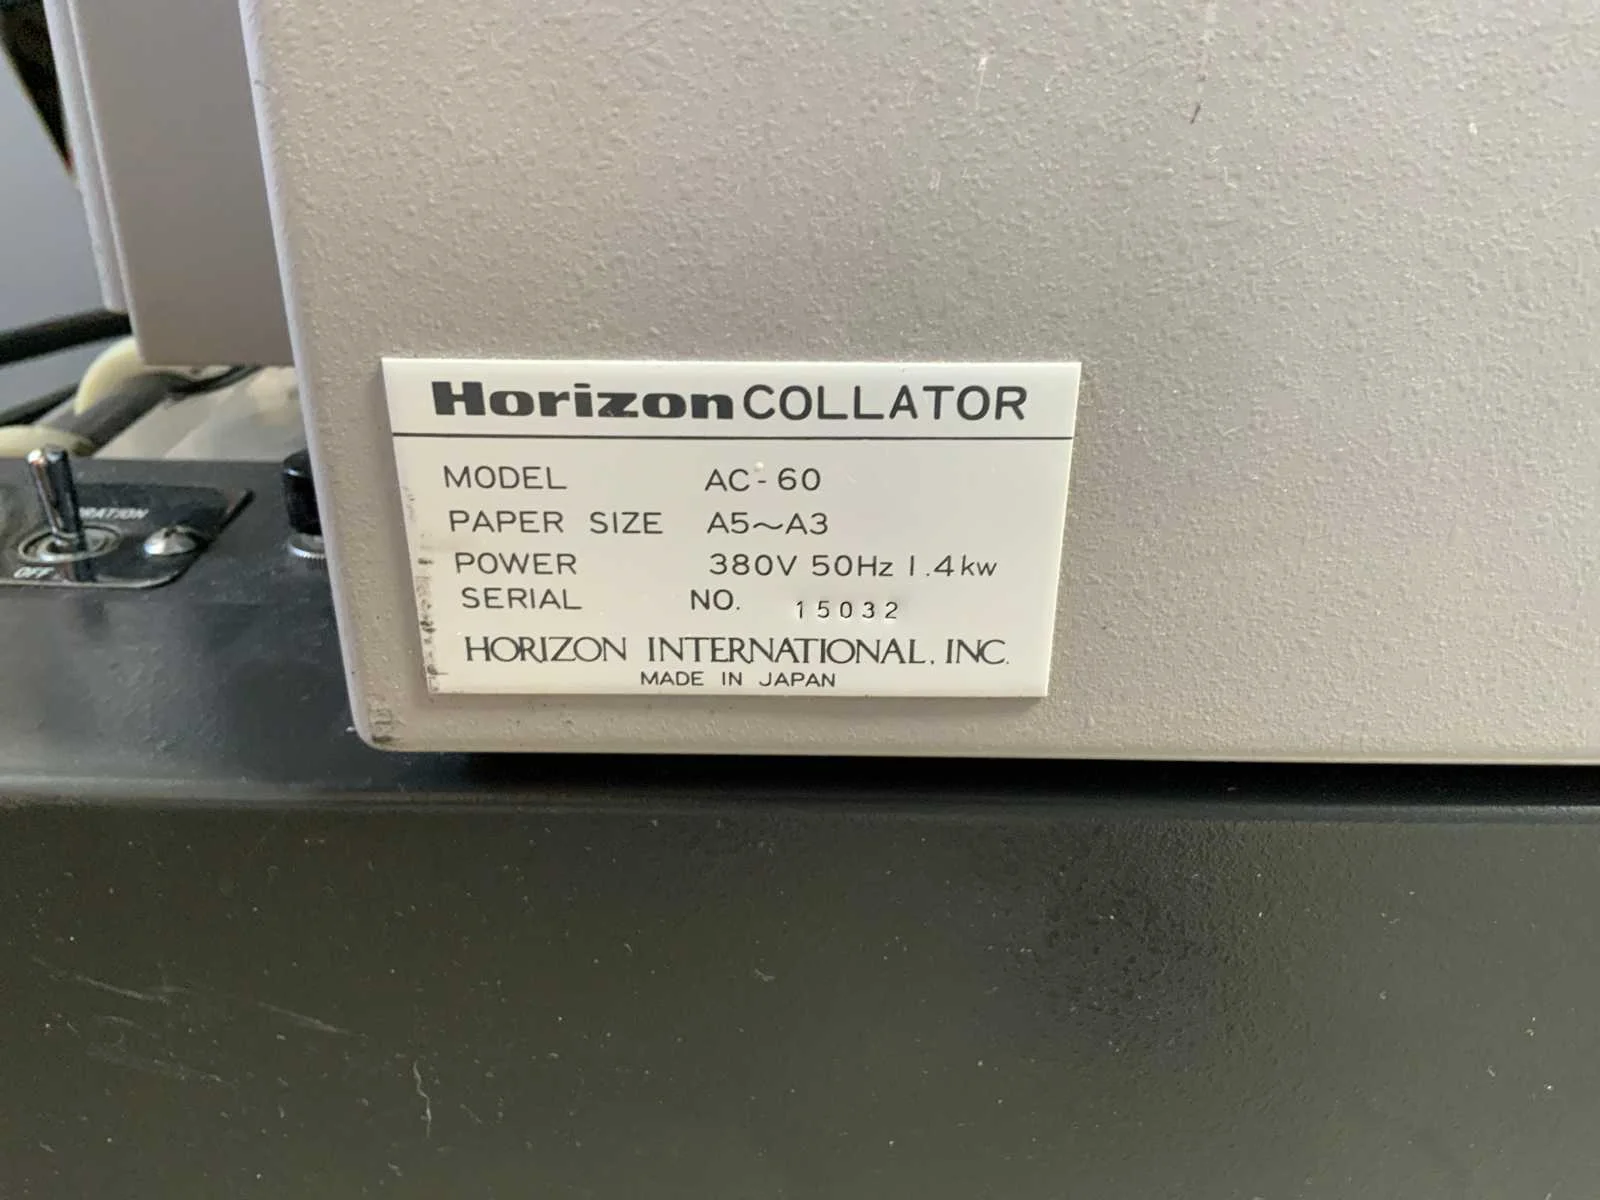 Horizon COLLATOR
MODEL AC-60
PAPER SIZE A5~A3
POWER 380V 50Hz 1.4kw
SERIAL NO. 15032
HORIZON INTERNATIONAL, INC.
MADE IN JAPAN
OFF